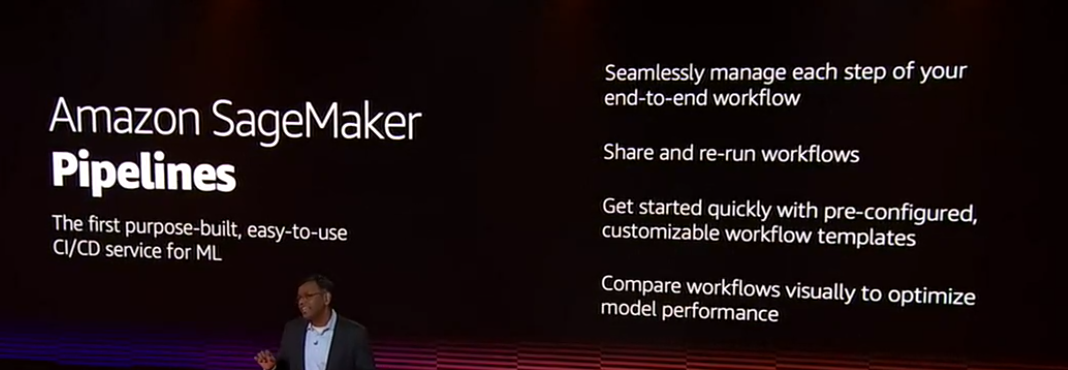 Amazon SageMaker
Pipelines
The first purpose-built, easy-to-use
CI/CD service for ML
Seamlessly manage each step of your
end-to-end workflow
Share and re-run workflows
Get started quickly with pre-configured,
customizable workflow templates
Compare workflows visually to optimize
model performance